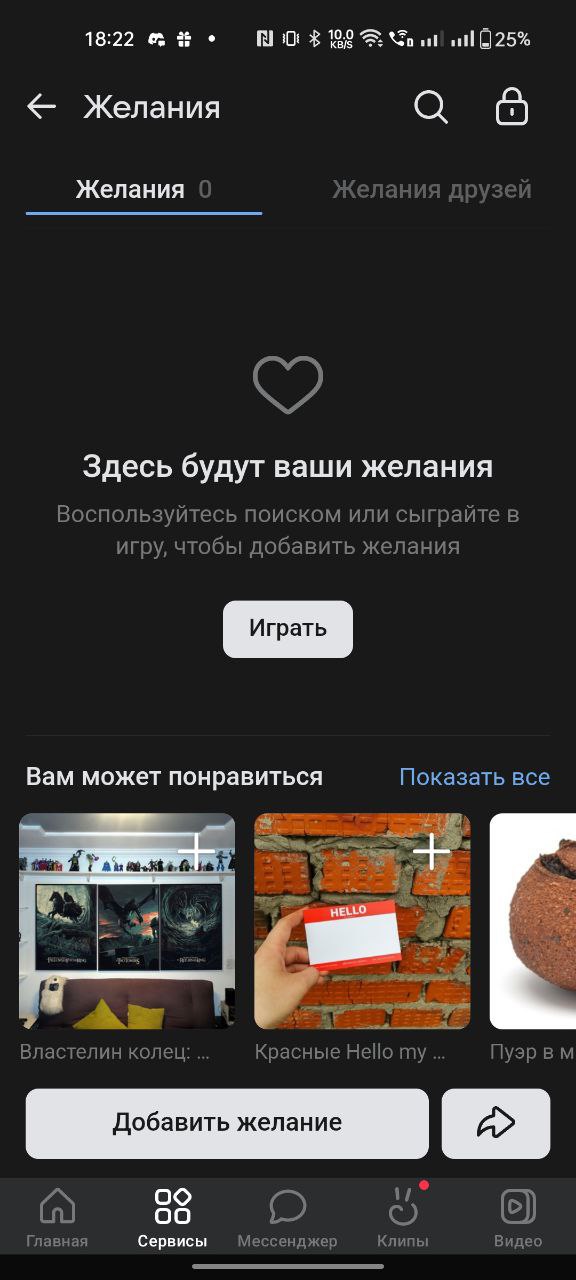 18:22
10.0
KB/S
25%
Желания
Желания 0
Желания друзей
Здесь будут ваши желания
Воспользуйтесь поиском или сыграйте в
игру, чтобы добавить желания
Играть
Вам может понравиться
Показать все
HELLO
Властелин колец: ...
Красные Hello my ...
Пуэр в м
Добавить желание
Главная
Сервисы
Мессенджер
Клипы
Видео